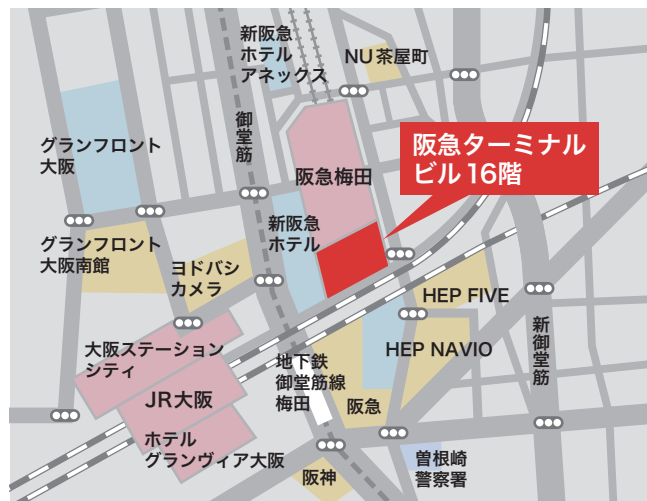 新阪急
ホテル
アネックス
NU茶屋町
御堂筋
グランフロント
大阪
阪急ターミナル
ビル16階
阪急梅田
新阪急
ホテル
グランフロント
大阪南館
ヨドバシ
カメラ
HEP FIVE
新御堂筋
大阪ステーション
シティ
地下鉄
御堂筋線
梅田
HEP NAVIO
JR大阪
阪急
ホテル
グランヴィア大阪
阪神
曽根崎
警察署